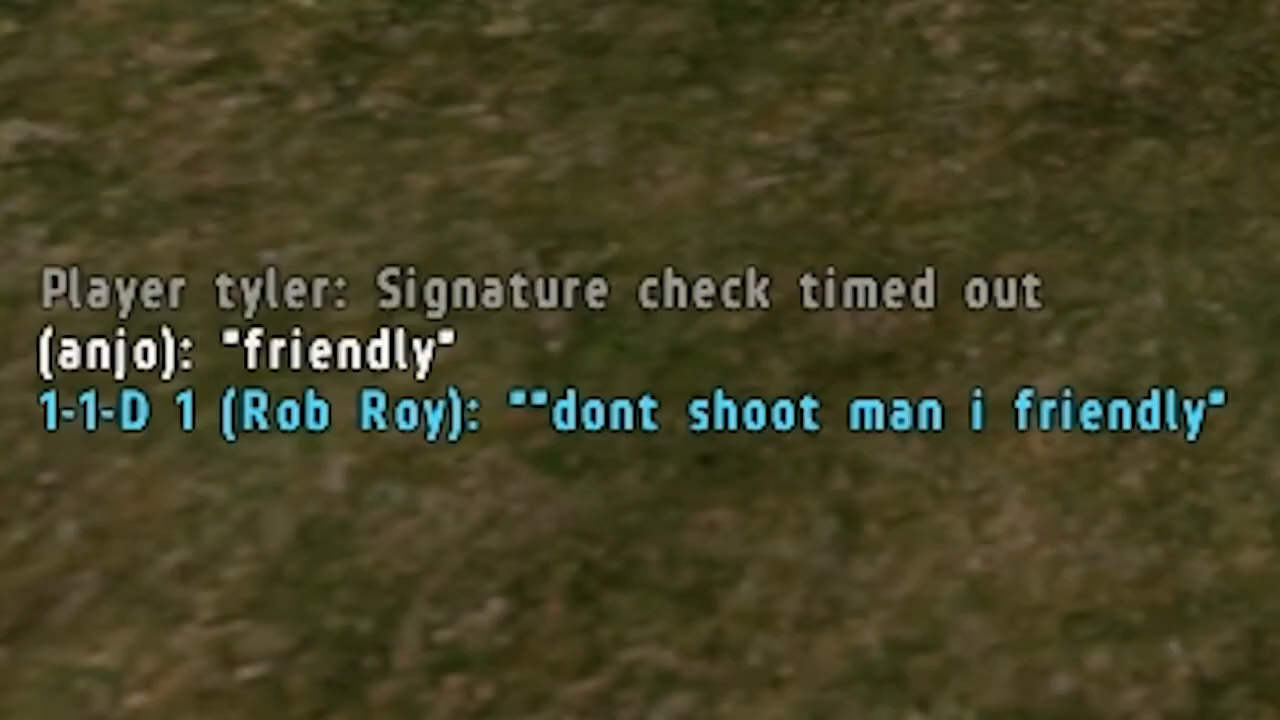 Player tyler: Signature check timed out
(anjo): "friendly"
1-1-D 1 (Rob Roy): ""dont shoot man i friendly"